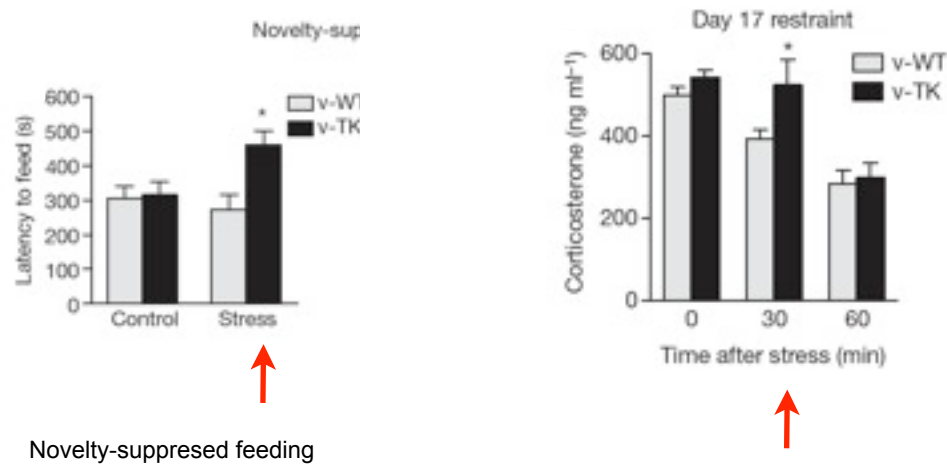 Novelty-sup
600
500
400
300
200
100
0
Latency to feed (s)
*
v-WT
v-TK
Control Stress
Novelty-suppresed feeding
Day 17 restraint
600
400
200
0
Corticosterone (ng ml⁻¹)
*
v-WT
v-TK
0 30 60
Time after stress (min)